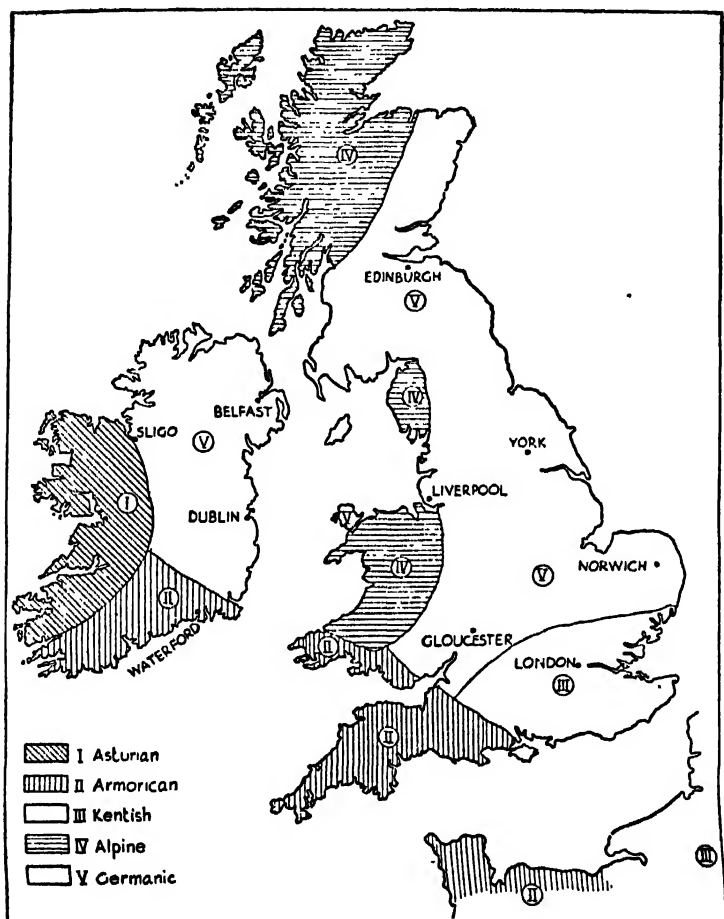 IV
EDINBURGH
V
IV
BELFAST
SLIGO
V
YORK
I
LIVERPOOL
DUBLIN
V
NORWICH
IV
V
II
GLOUCESTER
WATERFORD
II
LONDON
III
II
I Asturian
II Armorican
III Kentish
IV Alpine
V Germanic
III
II